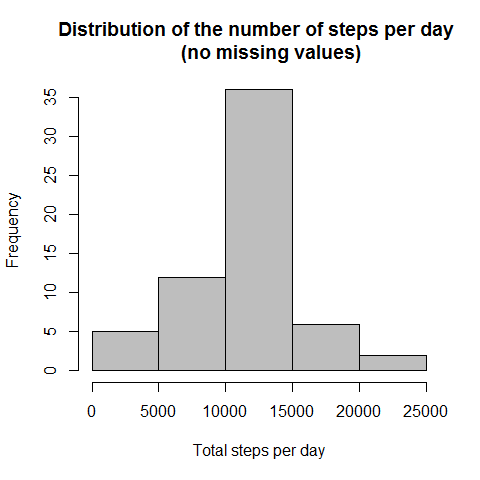 Distribution of the number of steps per day
(no missing values)
Frequency
35
30
25
20
15
10
5
0
0 5000 10000 15000 20000 25000
Total steps per day